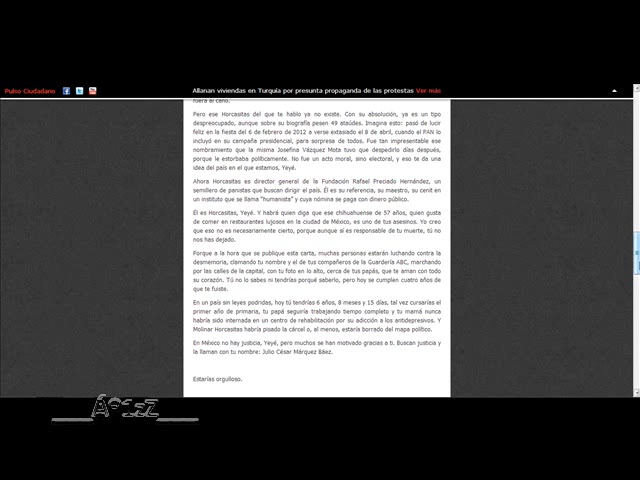 Pulso Ciudadano
Allanan viviendas en Turquía por presunta propaganda de las protestas Ver más
fuera al caño.
Pero ese Horcasitas del que te hablo ya no existe. Con su absolución, ya es un tipo
despreocupado, aunque sobre su biografía pesen 49 ataúdes. Imagina esto: pasó de lucir
feliz en la fiesta del 6 de febrero de 2012 a verse extasiado el 8 de abril, cuando el PAN lo
incluyó en su campaña presidencial, para sorpresa de todos. Fue tan impresentable ese
nombramiento que la misma Josefina Vázquez Mota tuvo que despedirlo días después,
porque le estorbaba políticamente. No fue un acto moral, sino electoral, y eso te da una
idea del país en el que estamos, Yeyé.
Ahora Horcasitas es director general de la Fundación Rafael Preciado Hernández, un
semillero de panistas que buscan dirigir el país. Él es su referencia, su maestro, su cenit en
un instituto que se llama "humanista" y cuya nómina se paga con dinero público.
Él es Horcasitas, Yeyé. Y habrá quien diga que ese chihuahuense de 57 años, quien gusta
de comer en restaurantes lujosos en la ciudad de México, es uno de tus asesinos. Yo creo
que eso no es necesariamente cierto, porque aunque sí es responsable de tu muerte, tú no
nos has dejado.
Porque a la hora que se publique esta carta, muchas personas estarán luchando contra la
desmemoria, clamando tu nombre y el de tus compañeros de la Guardería ABC, marchando
por las calles de la capital, con tu foto en lo alto, cerca de tus papás, que te aman con todo
su corazón. Tú no lo sabes ni tendrías porqué saberlo, pero hoy se cumplen cuatro años de
que te fuiste.
En un país sin leyes podridas, hoy tú tendrías 6 años, 8 meses y 15 días, tal vez cursarías el
primer año de primaria, tu papá seguiría trabajando tiempo completo y tu mamá nunca
habría sido internada en un centro de rehabilitación por su adicción a los antidepresivos. Y
Molinar Horcasitas habría pisado la cárcel o, al menos, estaría borrado del mapa político.
En México no hay justicia, Yeyé, pero muchos se han motivado gracias a ti. Buscan justicia y
la llaman con tu nombre: Julio César Márquez Báez.
Estarías orgulloso.